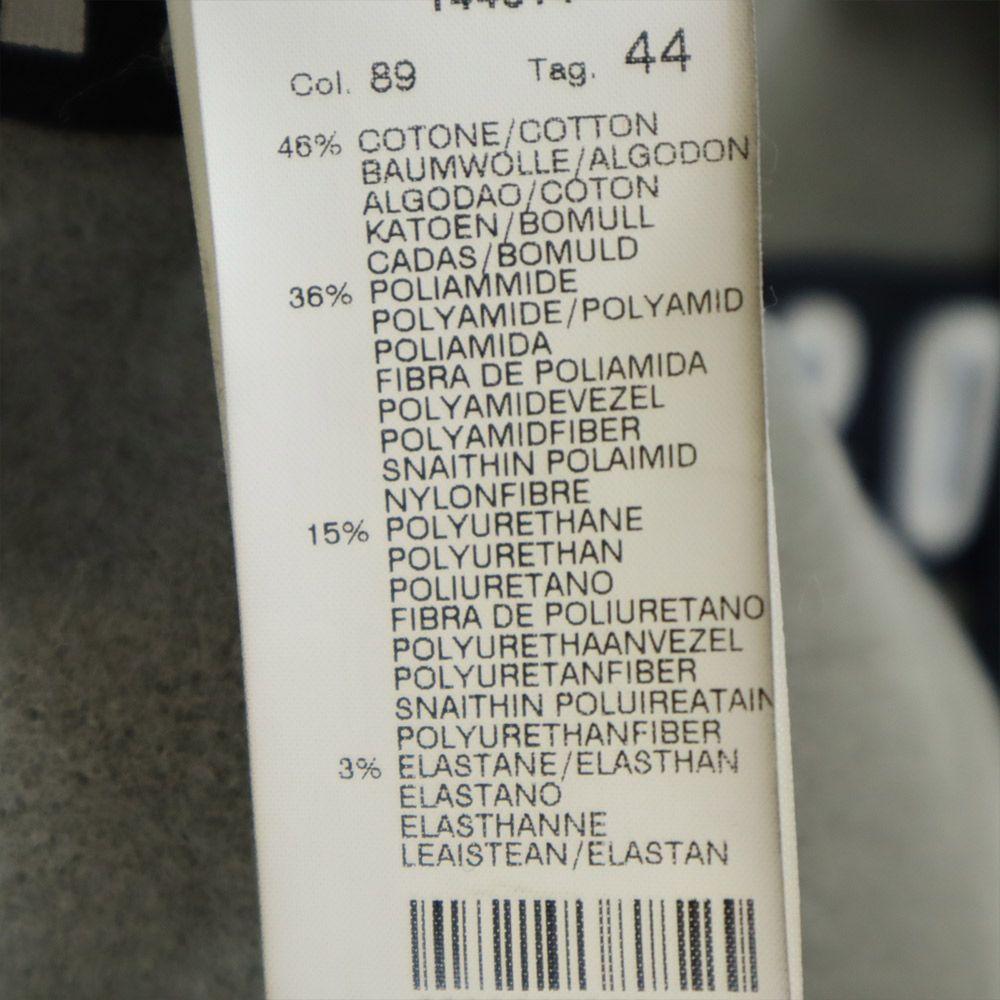 Col. 89 Tag. 44
46% COTONE/COTTON
BAUMWOLLE/ALGODON
ALGODAO/COTON
KATOEN/BOMULL
CADAS/BOMULD
36% POLIAMMIDE
POLYAMIDE/POLYAMID
POLIAMIDA
FIBRA DE POLIAMIDA
POLYAMIDEVEZEL
POLYAMIDFIBER
SNAITHIN POLAIMID
NYLONFIBRE
15% POLYURETHANE
POLYURETHAN
POLIURETANO
FIBRA DE POLIURETANO
POLYURETHAANVEZEL
POLYURETANFIBER
SNAITHIN POLUIREATAIN
POLYURETHANFIBER
3% ELASTANE/ELASTHAN
ELASTANO
ELASTHANNE
LEAISTEAN/ELASTAN